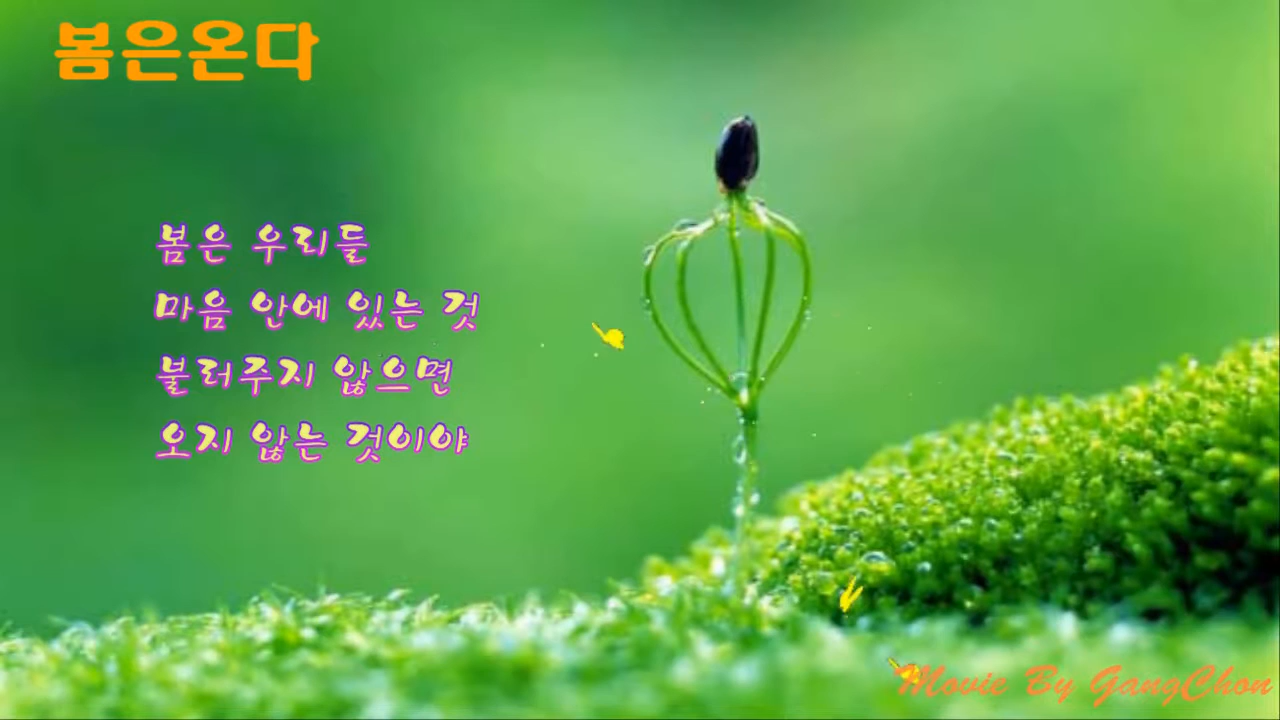 봄은온다
봄은 우리들
마음 안에 있는 것
불러주지 않으면
오지 않는 것이야
Movie By GangChon